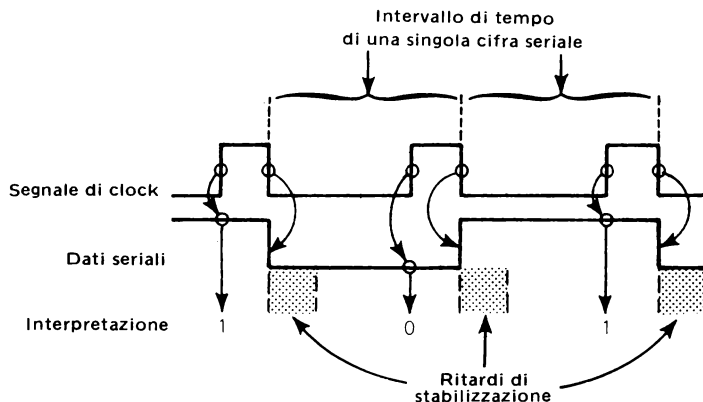 Intervallo di tempo
di una singola cifra seriale
Segnale di clock
Dati seriali
Interpretazione
1
0
1
Ritardi di
stabilizzazione